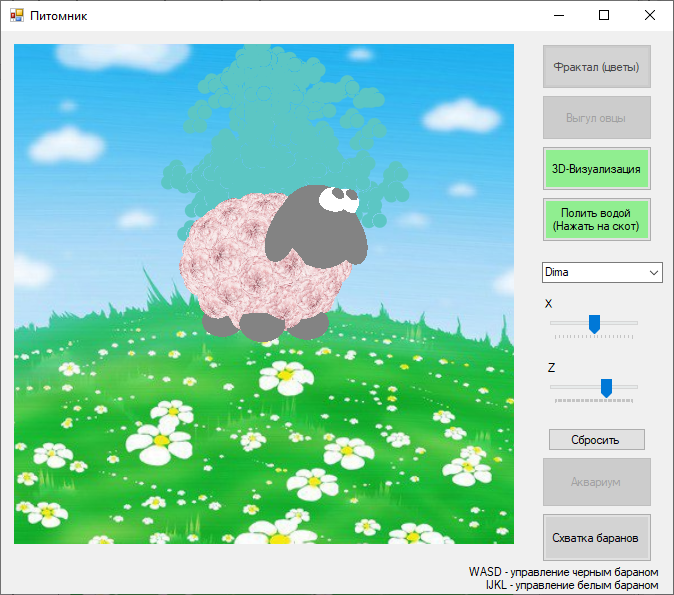 Питомник
Фрактал (цветы)
Выгул овцы
3D-Визуализация
Полить водой
(Нажать на скот)
Dima
X
Z
Сбросить
Аквариум
Схватка баранов
WASD - управление черным бараном
IJKL - управление белым бараном